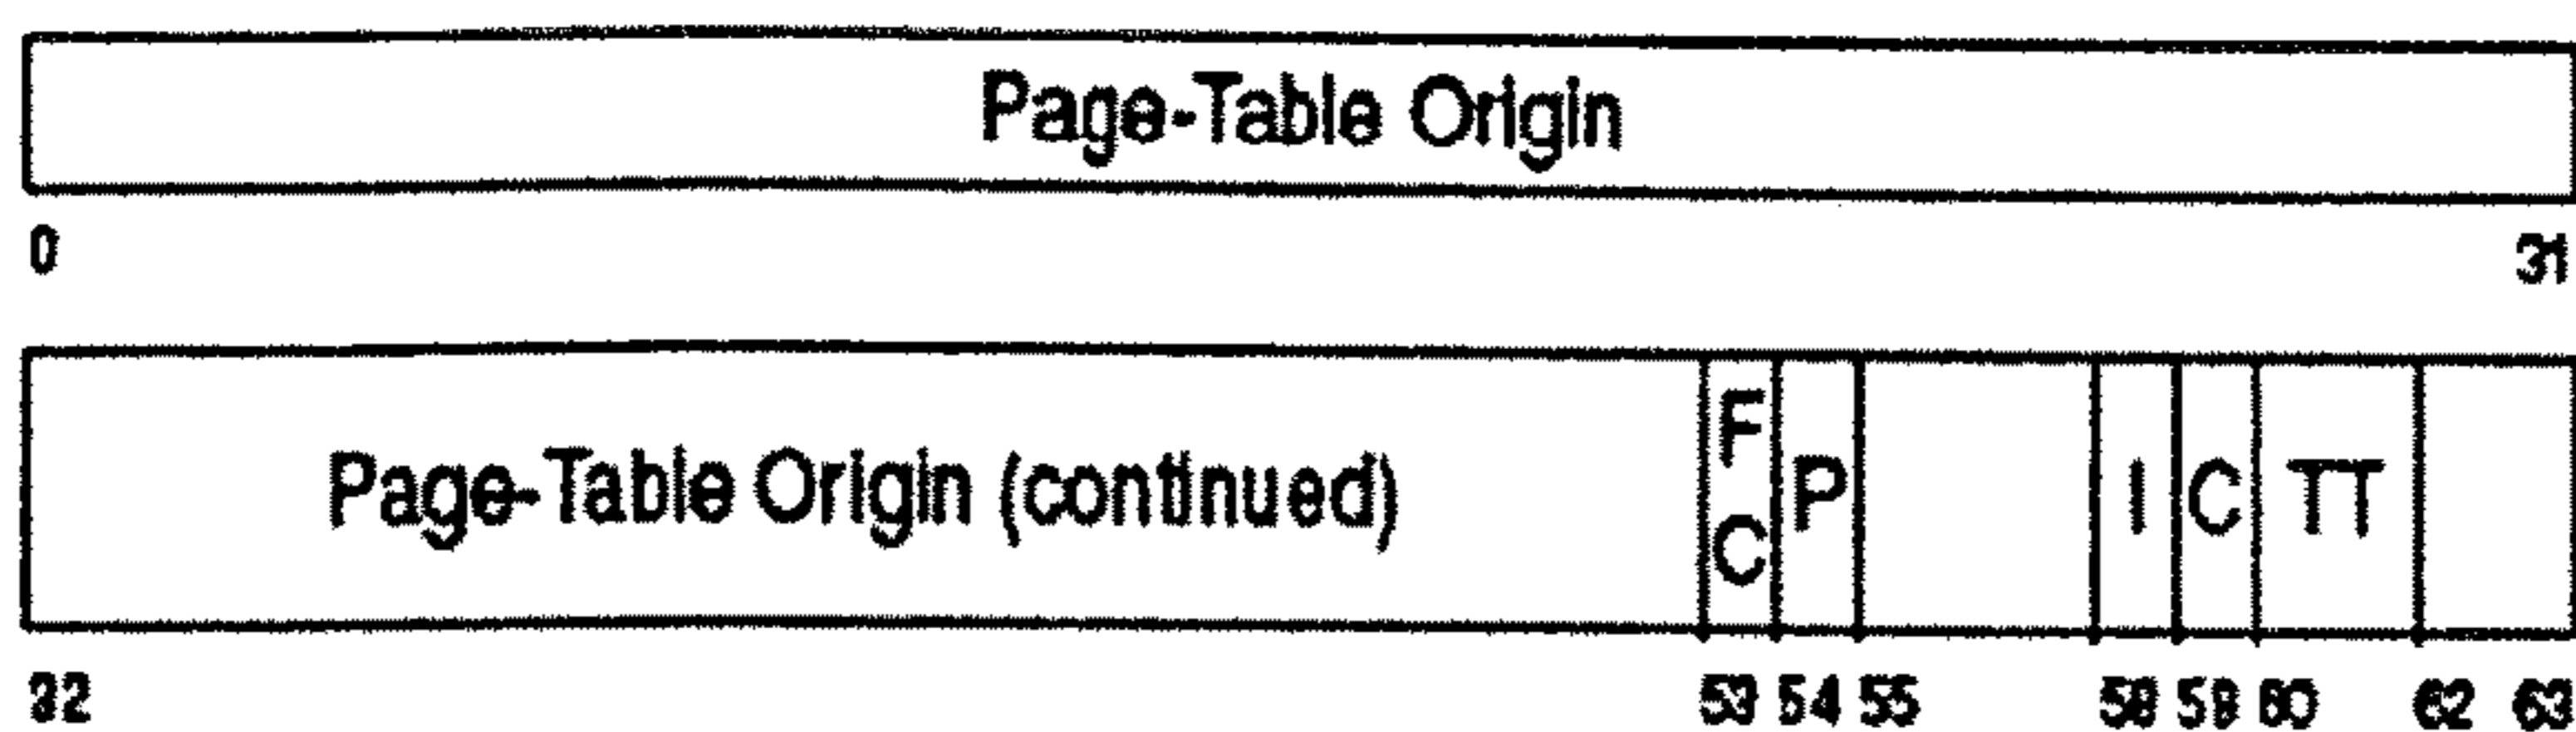 Page-Table Origin
0 31
Page-Table Origin (continued) F C P I C TT
32 53 54 55 58 59 60 62 63